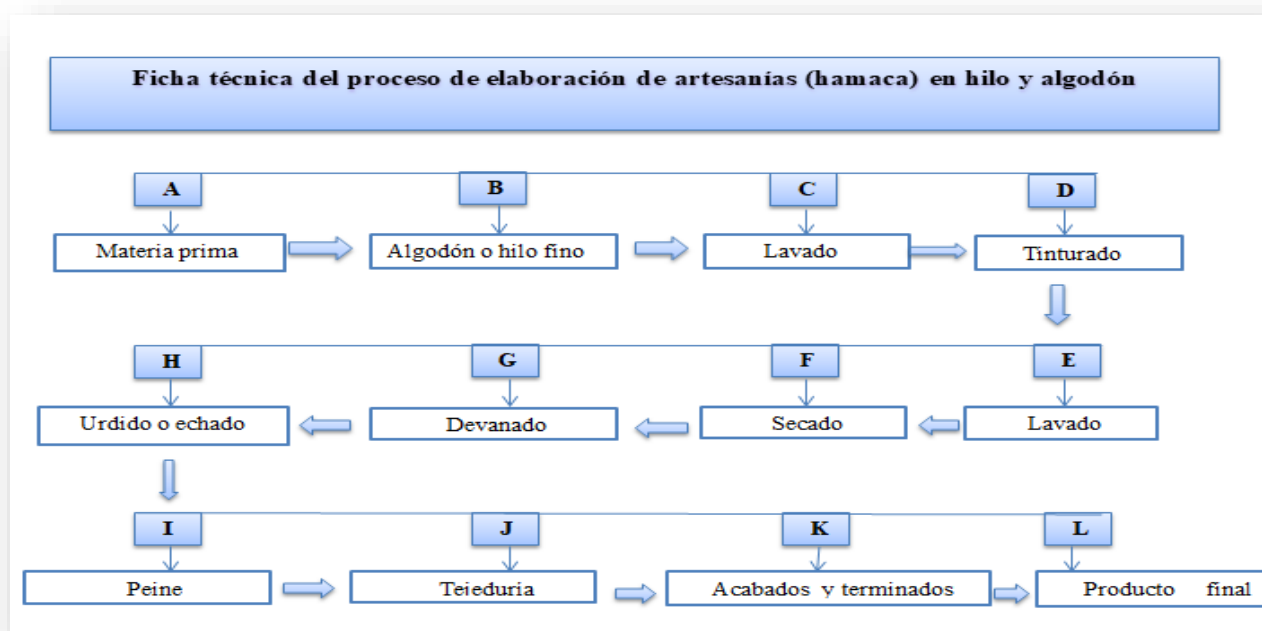 Ficha técnica del proceso de elaboración de artesanías (hamaca) en hilo y algodón
A B C D
Materia prima Algodón o hilo fino Lavado Tinturado
H G F E
Urdido o echado Devanado Secado Lavado
I J K L
Peine Teieduría Acabados y terminados Producto final